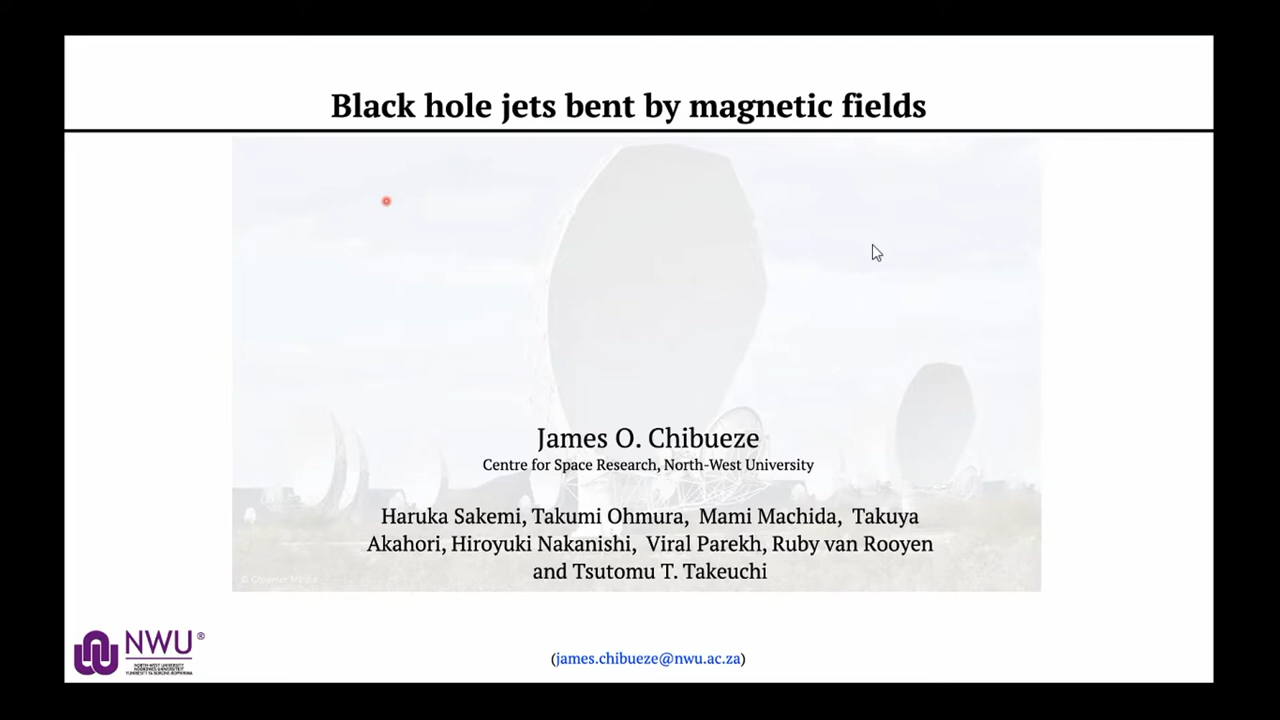 Black hole jets bent by magnetic fields
James O. Chibueze
Centre for Space Research, North-West University
Haruka Sakemi, Takumi Ohmura, Mami Machida, Takuya
Akahori, Hiroyuki Nakanishi, Viral Parekh, Ruby van Rooyen
and Tsutomu T. Takeuchi
NWU®
(james.chibueze@nwu.ac.za)